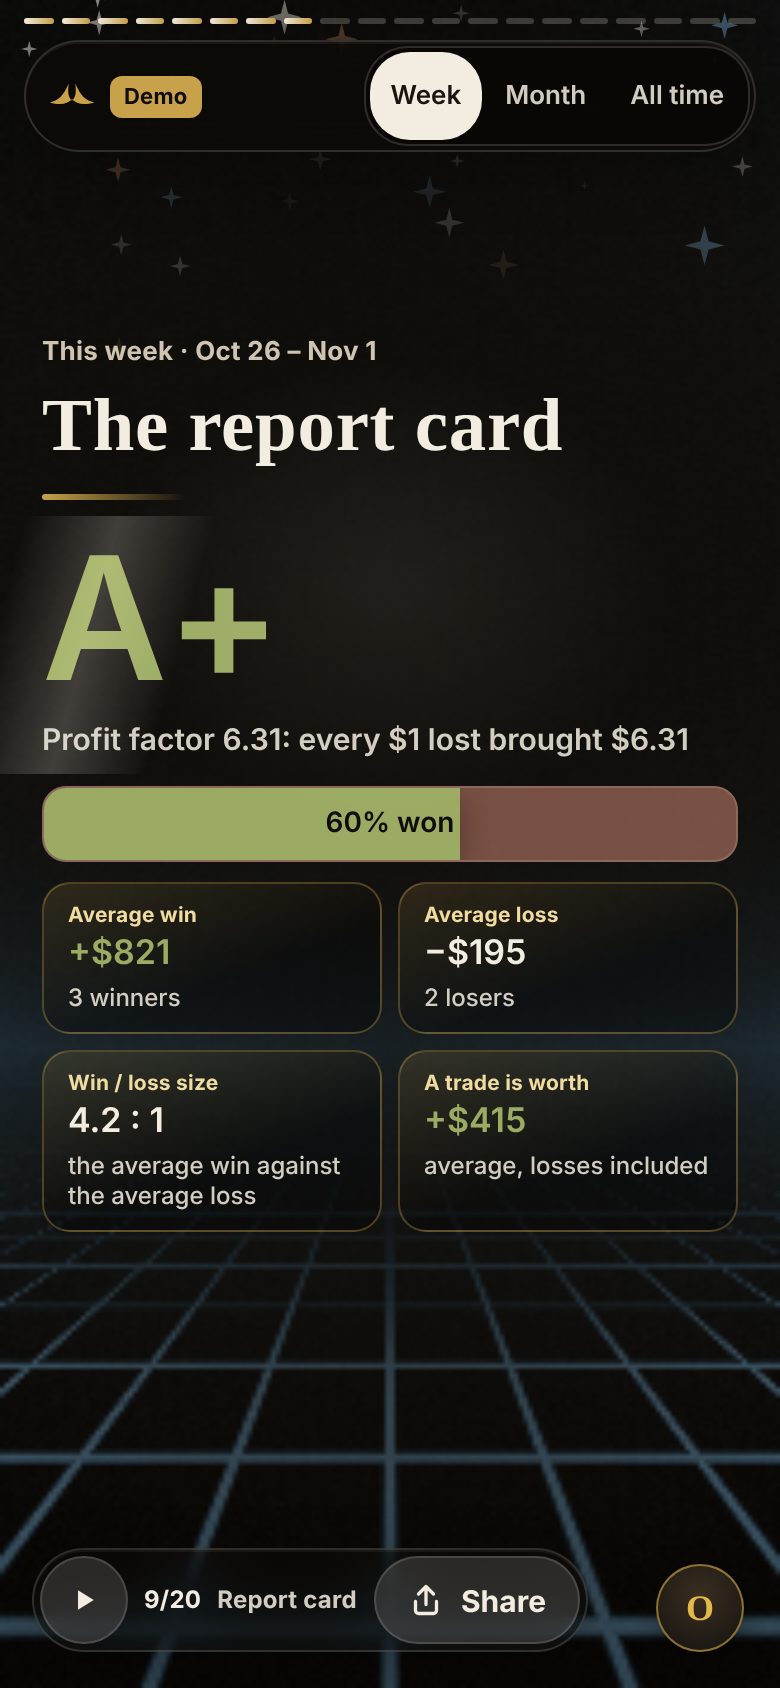 Demo
Week
Month
All time
This week · Oct 26 – Nov 1
The report card
A+
Profit factor 6.31: every $1 lost brought $6.31
60% won
Average win
+$821
3 winners
Average loss
−$195
2 losers
Win / loss size
4.2 : 1
the average win against
the average loss
A trade is worth
+$415
average, losses included
9/20 Report card
Share
O